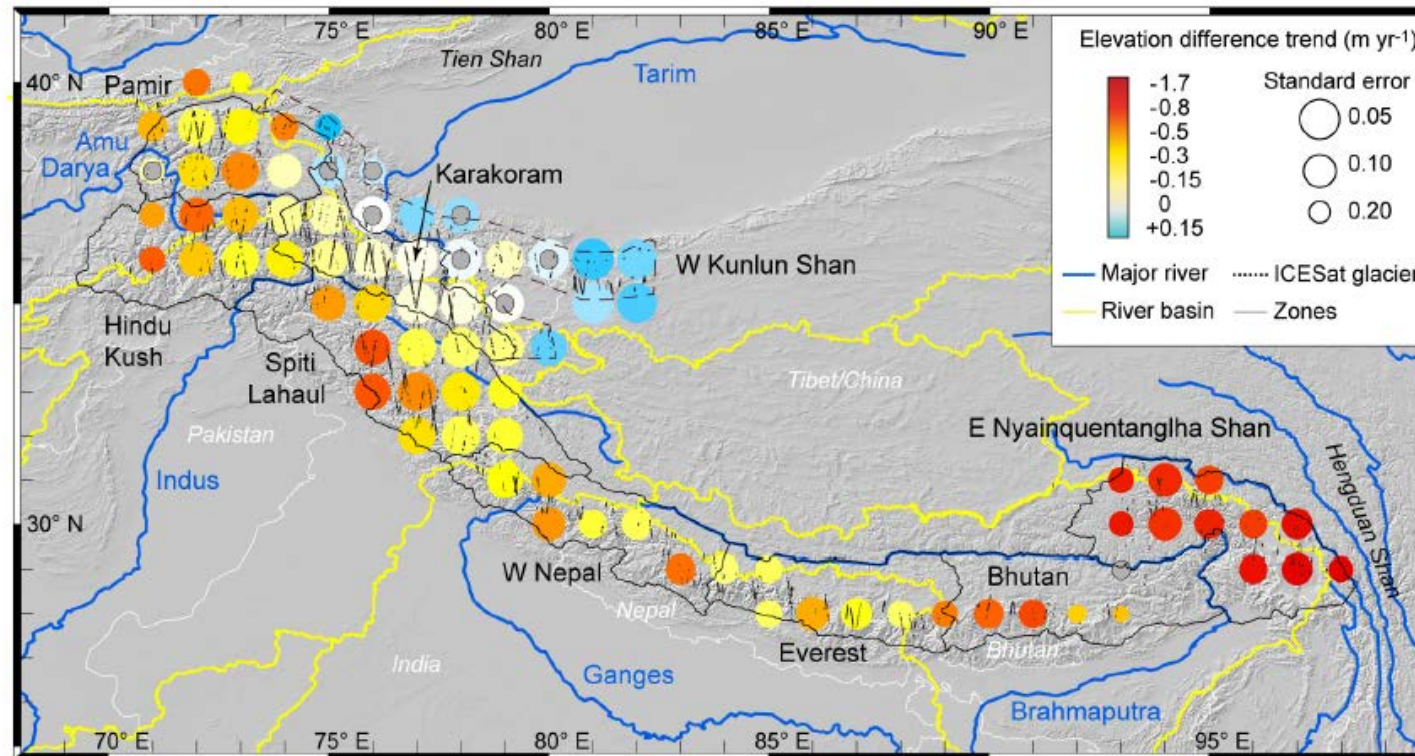 75° E
80° E
85° E
90° E
Elevation difference trend (m yr-1)
-1.7
-0.8
-0.5
-0.3
-0.15
0
+0.15
Standard error
0.05
0.10
0.20
Major river
ICESat glacier
River basin
Zones
Tien Shan
Tarim
40° N
Pamir
Amu
Darya
Karakoram
W Kunlun Shan
Hindu
Kush
Spiti
Lahaul
Tibet/China
Pakistan
E Nyainquentanglha Shan
Hengduan Shan
Indus
30° N
W Nepal
Bhutan
Nepal
Everest
Bhutan
India
Ganges
Brahmaputra
70° E
75° E
80° E
85° E
95° E